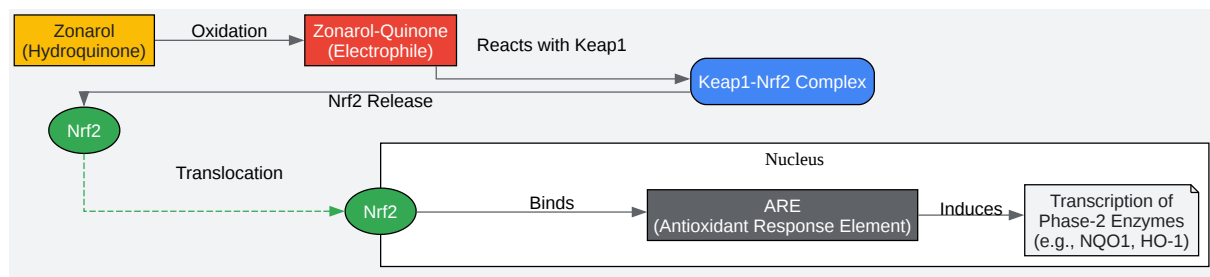 Zonarol
(Hydroquinone)
Oxidation
Zonarol-Quinone
(Electrophile)
Reacts with Keap1
Keap1-Nrf2 Complex
Nrf2 Release
Nrf2
Translocation
Nucleus
Nrf2
Binds
ARE
(Antioxidant Response Element)
Induces
Transcription of
Phase-2 Enzymes
(e.g., NQO1, HO-1)